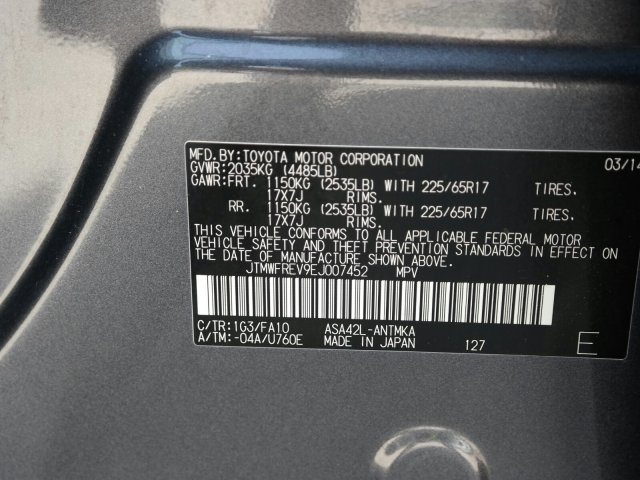 MFD.BY:TOYOTA MOTOR CORPORATION 03/14
GVWR:2035KG (4485LB)
GAWR:FRT. 1150KG (2535LB) WITH 225/65R17 TIRES.
17X7J RIMS.
RR. 1150KG (2535LB) WITH 225/65R17 TIRES.
17X7J RIMS.
THIS VEHICLE CONFORMS TO ALL APPLICABLE FEDERAL MOTOR
VEHICLE SAFETY AND THEFT PREVENTION STANDARDS IN EFFECT ON
THE DATE OF MANUFACTURE SHOWN ABOVE.
JTMWFREV9EJ007452 MPV
C/TR:1G3/FA10 ASA42L-ANTMKA
A/TM:-04A/U760E MADE IN JAPAN 127 E